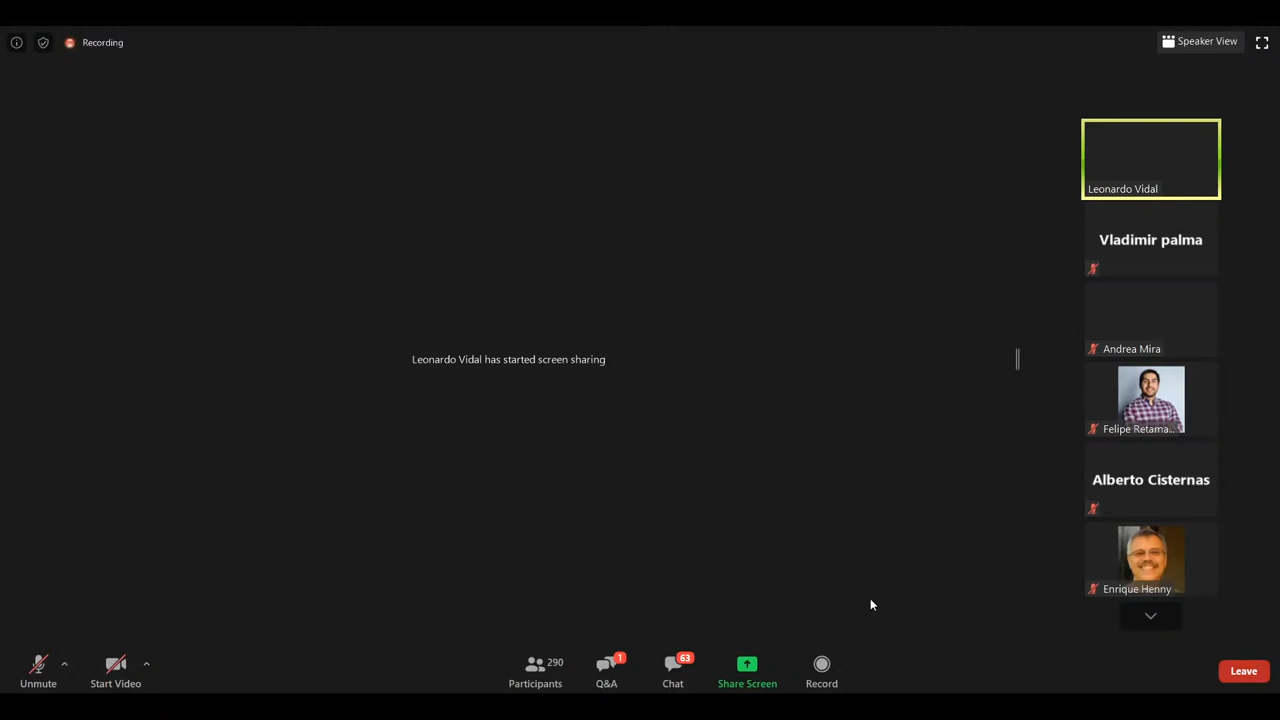 Recording
Speaker View
Leonardo Vidal
Vladimir palma
Andrea Mira
Leonardo Vidal has started screen sharing
Felipe Retama...
Alberto Cisternas
Enrique Henny
290
1
63
Unmute
Start Video
Participants
Q&A
Chat
Share Screen
Record
Leave